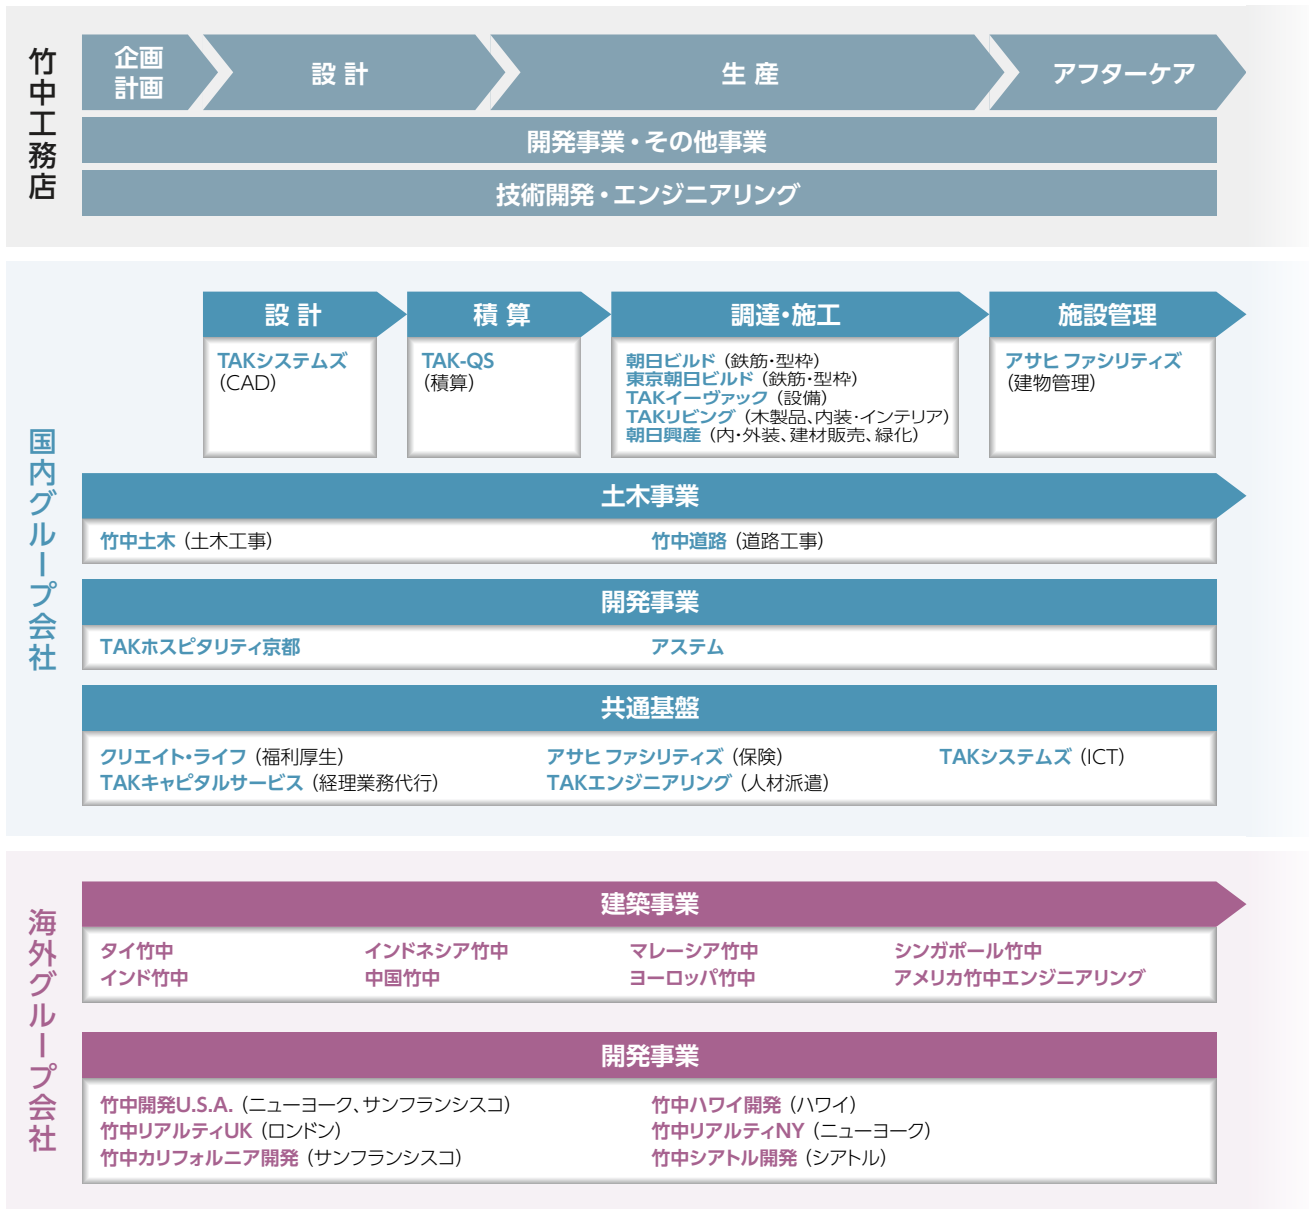 竹中工務店
企画
計画
設計
生産
アフターケア
開発事業・その他事業
技術開発・エンジニアリング
国内グループ会社
設計
TAKシステムズ
(CAD)
積算
TAK-QS
(積算)
調達・施工
朝日ビルド (鉄筋・型枠)
東京朝日ビルド (鉄筋・型枠)
TAKイーヴァック (設備)
TAKリビング (木製品、内装・インテリア)
朝日興産 (内・外装、建材販売、緑化)
施設管理
アサヒ ファシリティズ
(建物管理)
土木事業
竹中土木 (土木工事)
竹中道路 (道路工事)
開発事業
TAKホスピタリティ京都
アステム
共通基盤
クリエイト・ライフ (福利厚生)
アサヒ ファシリティズ (保険)
TAKシステムズ (ICT)
TAKキャピタルサービス (経理業務代行)
TAKエンジニアリング (人材派遣)
海外グループ会社
建築事業
タイ竹中
インドネシア竹中
マレーシア竹中
シンガポール竹中
インド竹中
中国竹中
ヨーロッパ竹中
アメリカ竹中エンジニアリング
開発事業
竹中開発U.S.A. (ニューヨーク、サンフランシスコ)
竹中ハワイ開発 (ハワイ)
竹中リアルティUK (ロンドン)
竹中リアルティNY (ニューヨーク)
竹中カリフォルニア開発 (サンフランシスコ)
竹中シアトル開発 (シアトル)